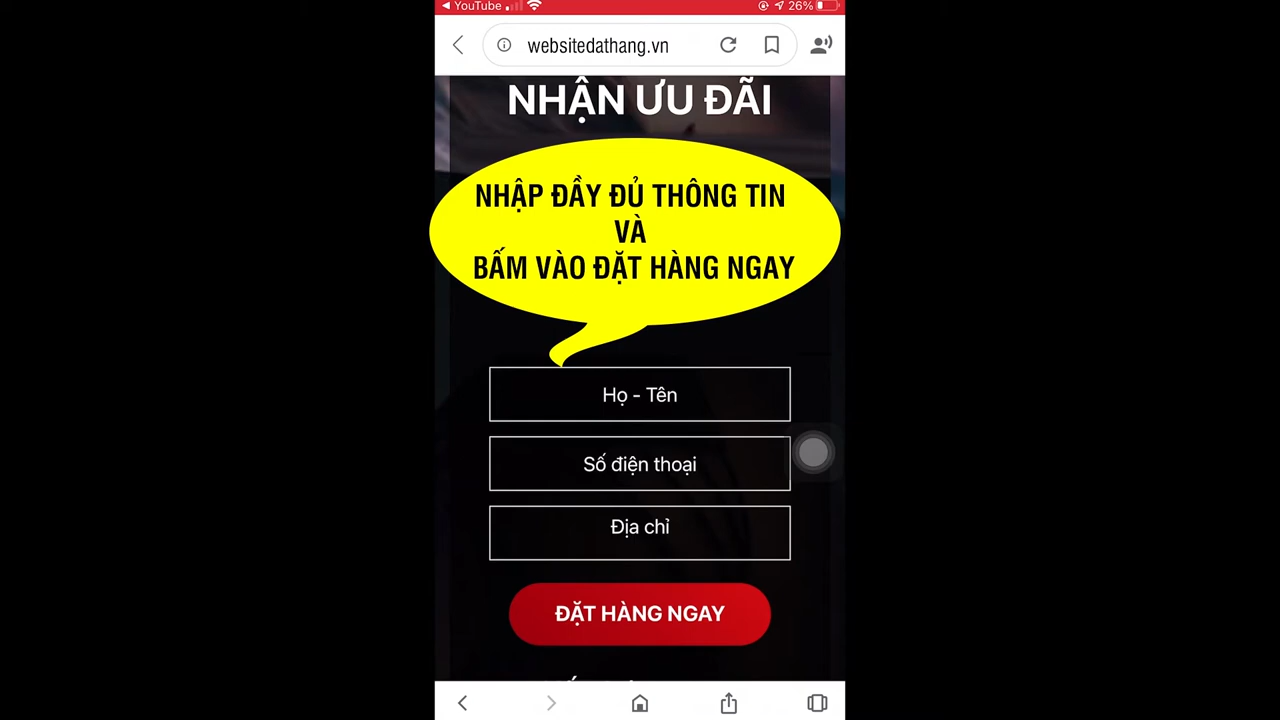 YouTube
26%
websitedathang.vn
NHẬN ƯU ĐÃI
NHẬP ĐẦY ĐỦ THÔNG TIN
VÀ
BẤM VÀO ĐẶT HÀNG NGAY
Họ - Tên
Số điện thoại
Địa chỉ
ĐẶT HÀNG NGAY